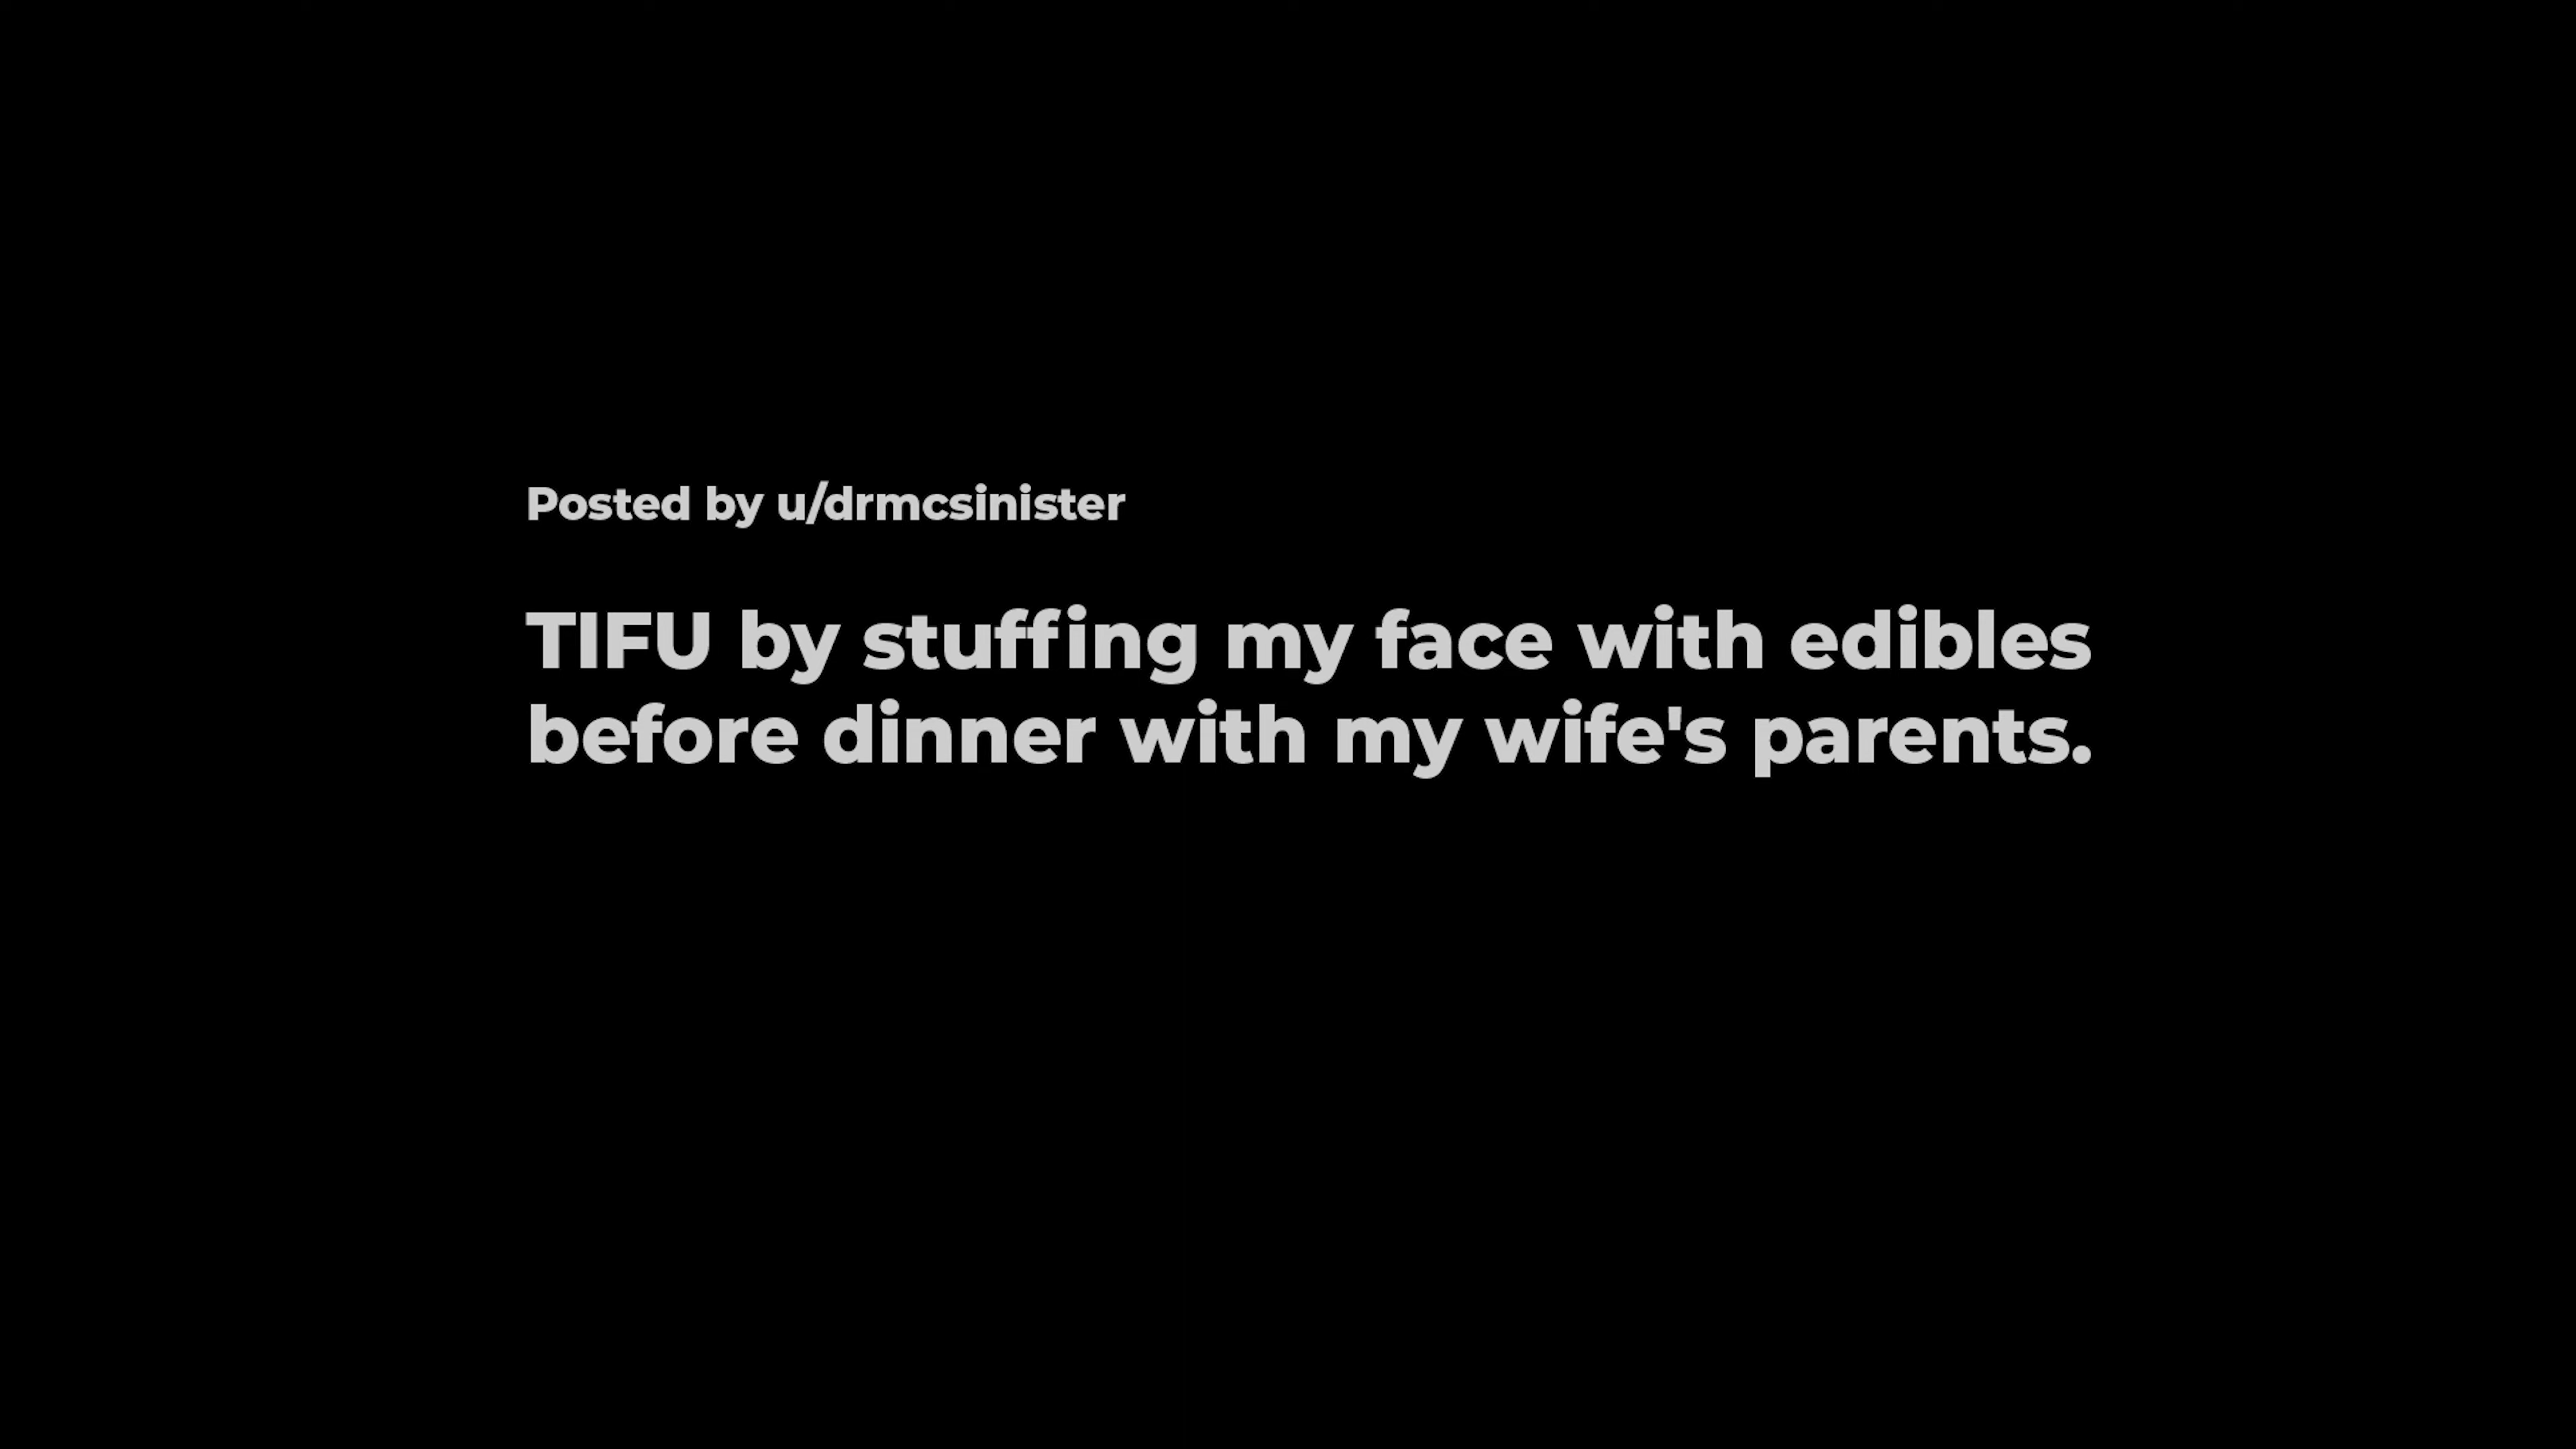 Posted by u/drmcsinister
TIFU by stuffing my face with edibles
before dinner with my wife's parents.